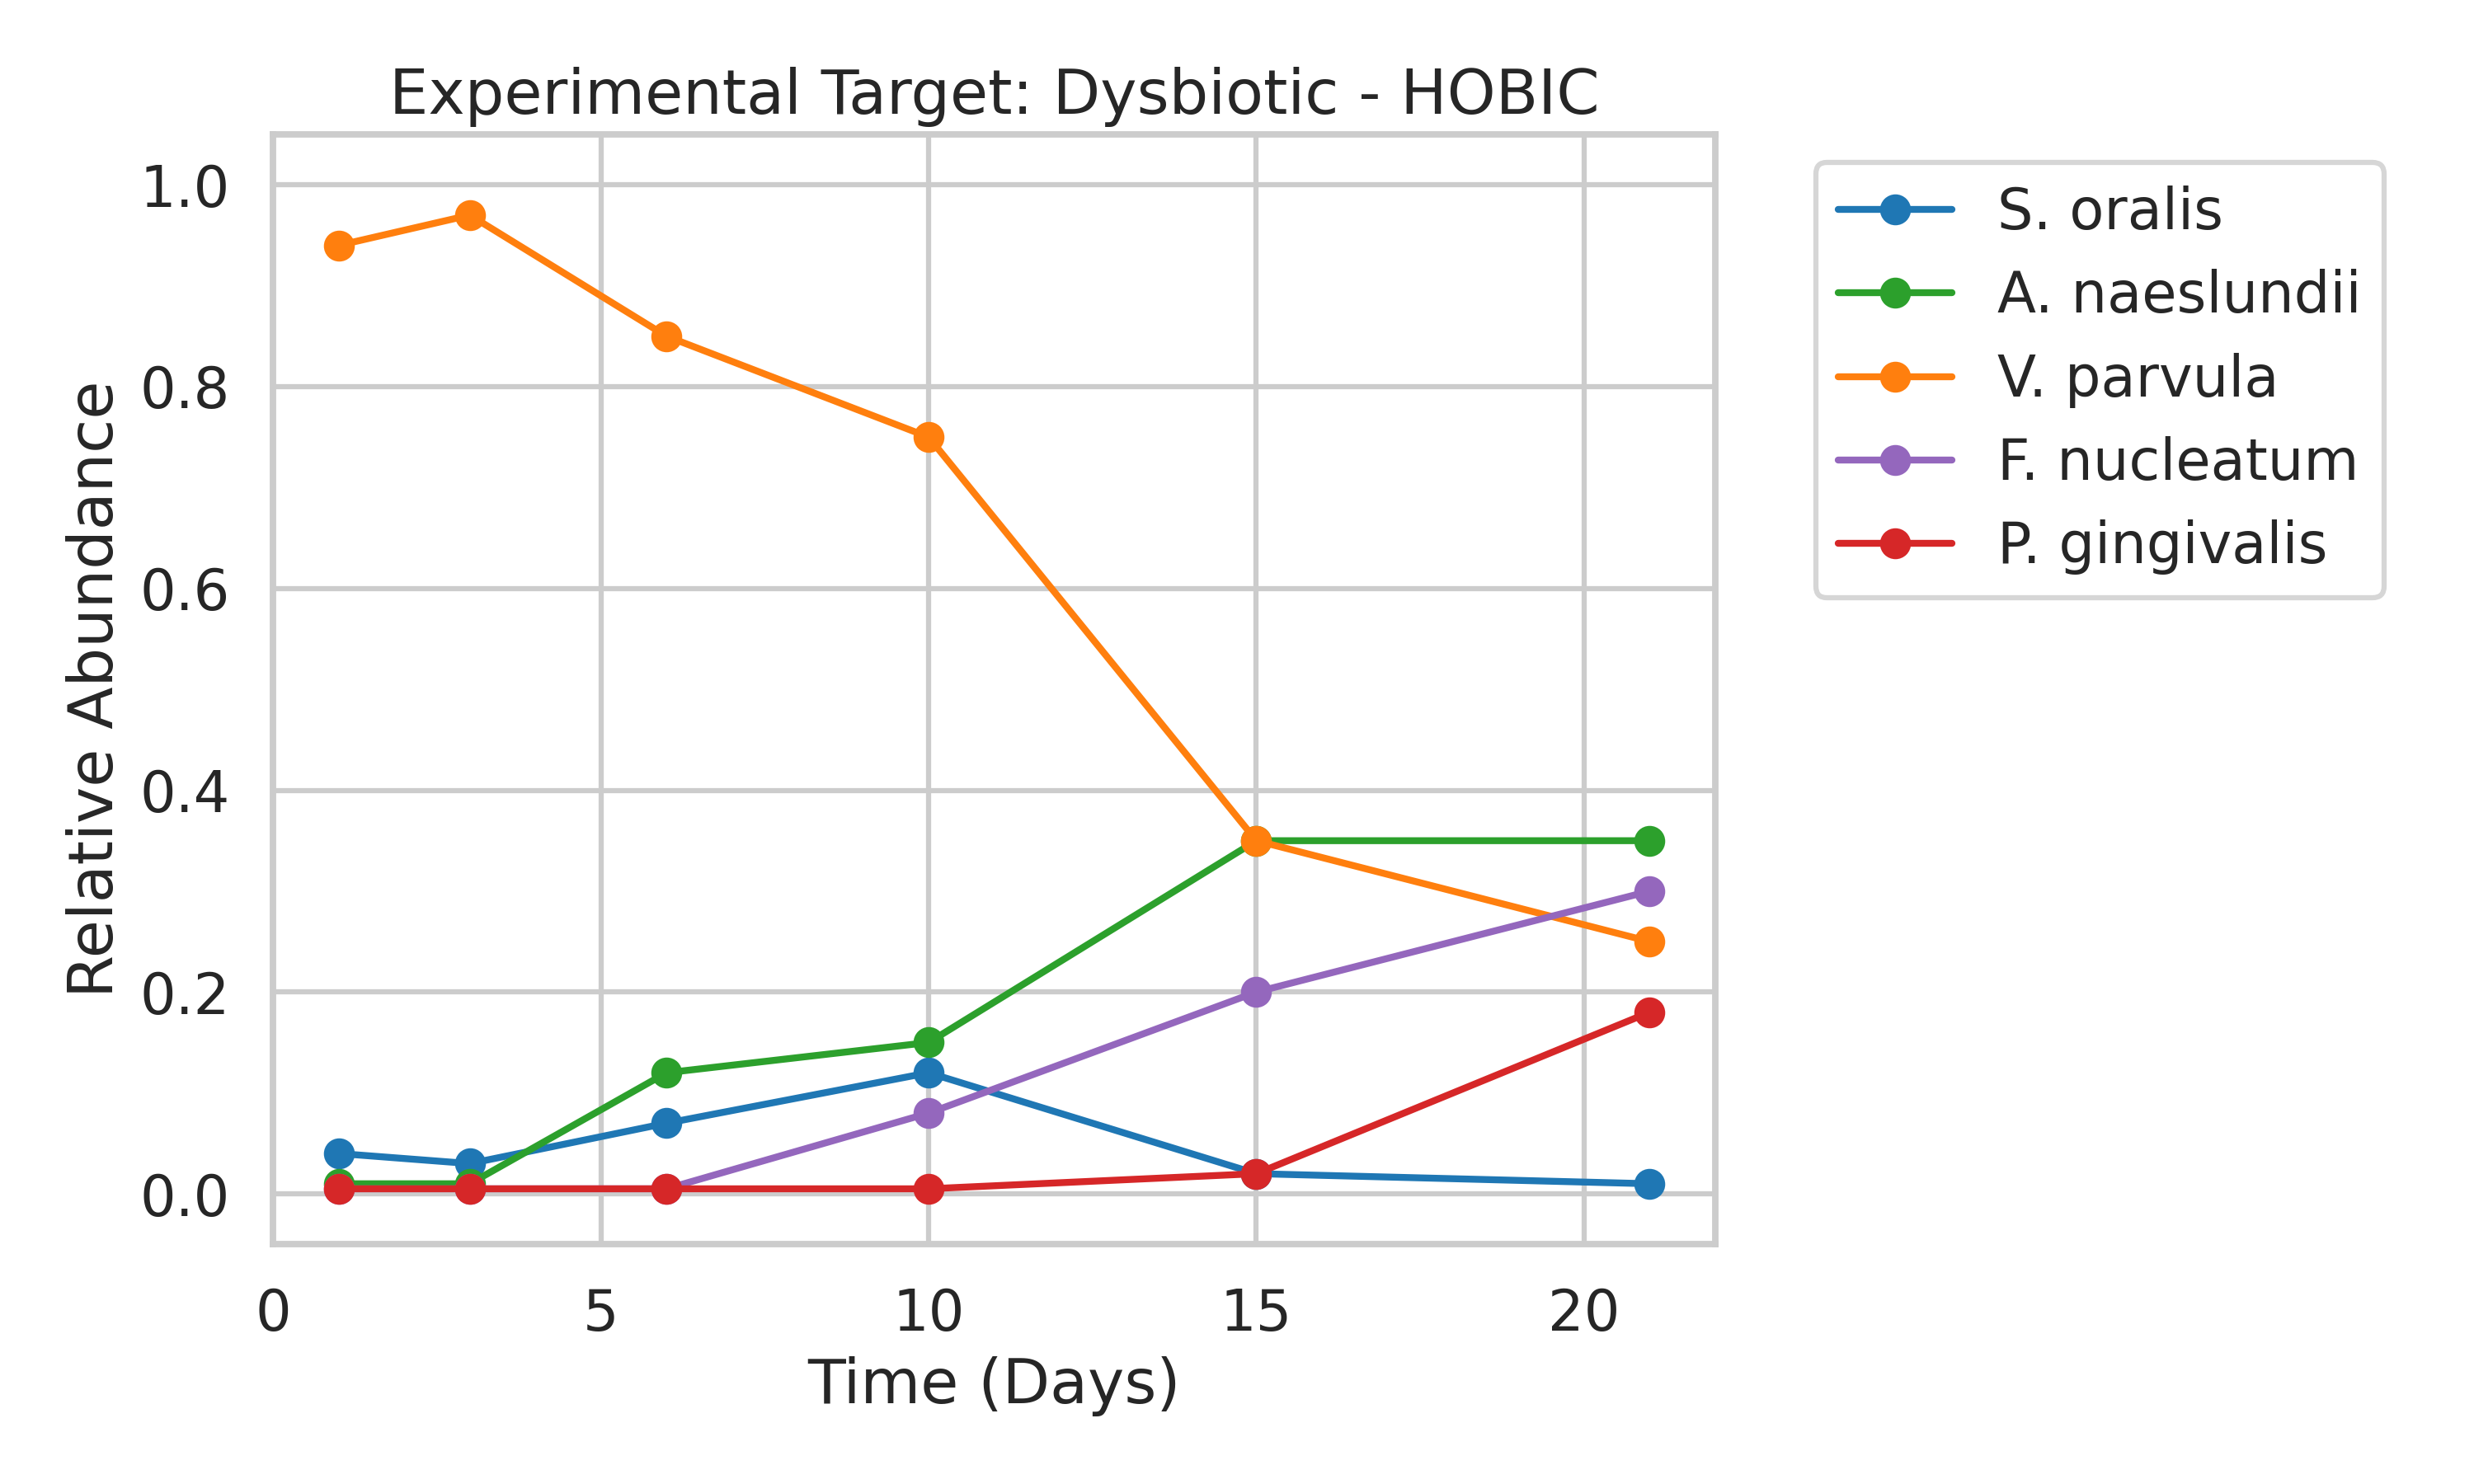 Experimental Target: Dysbiotic - HOBIC
1.0
0.8
0.6
0.4
0.2
0.0
Relative Abundance
0 5 10 15 20
Time (Days)
S. oralis
A. naeslundii
V. parvula
F. nucleatum
P. gingivalis